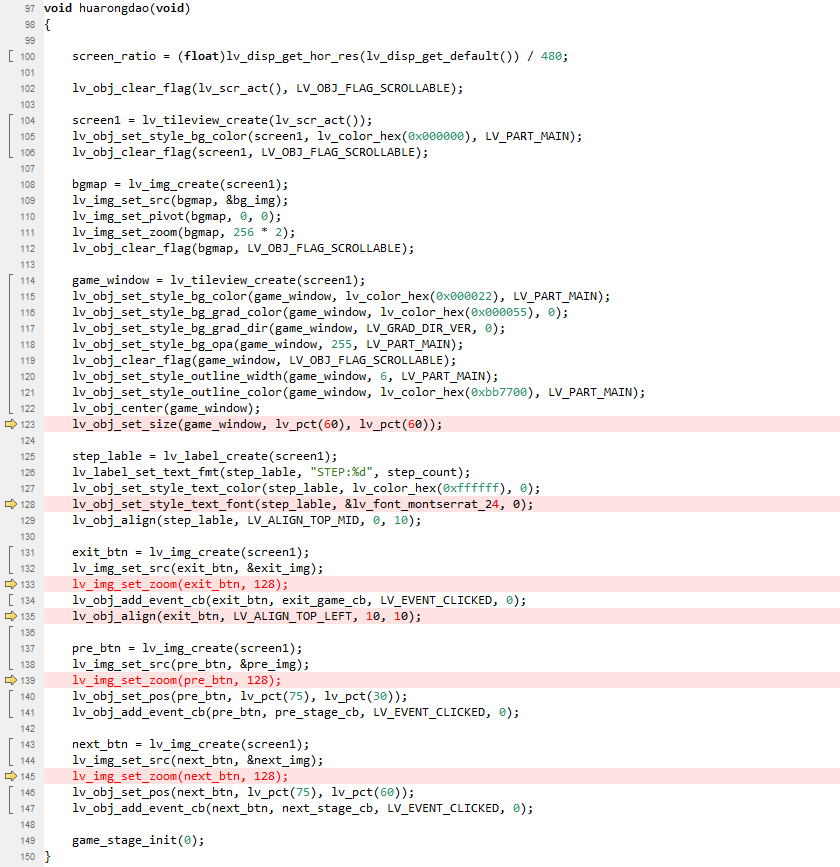 97 void huarongdao(void)
98 {
99
100 screen_ratio = (float)lv_disp_get_hor_res(lv_disp_get_default()) / 480;
101
102 lv_obj_clear_flag(lv_scr_act(), LV_OBJ_FLAG_SCROLLABLE);
103
104 screen1 = lv_tileview_create(lv_scr_act());
105 lv_obj_set_style_bg_color(screen1, lv_color_hex(0x000000), LV_PART_MAIN);
106 lv_obj_clear_flag(screen1, LV_OBJ_FLAG_SCROLLABLE);
107
108 bgmap = lv_img_create(screen1);
109 lv_img_set_src(bgmap, &bg_img);
110 lv_img_set_pivot(bgmap, 0, 0);
111 lv_img_set_zoom(bgmap, 256 * 2);
112 lv_obj_clear_flag(bgmap, LV_OBJ_FLAG_SCROLLABLE);
113
114 game_window = lv_tileview_create(screen1);
115 lv_obj_set_style_bg_color(game_window, lv_color_hex(0x000022), LV_PART_MAIN);
116 lv_obj_set_style_bg_grad_color(game_window, lv_color_hex(0x000055), 0);
117 lv_obj_set_style_bg_grad_dir(game_window, LV_GRAD_DIR_VER, 0);
118 lv_obj_set_style_bg_opa(game_window, 255, LV_PART_MAIN);
119 lv_obj_clear_flag(game_window, LV_OBJ_FLAG_SCROLLABLE);
120 lv_obj_set_style_outline_width(game_window, 6, LV_PART_MAIN);
121 lv_obj_set_style_outline_color(game_window, lv_color_hex(0xbb7700), LV_PART_MAIN);
122 lv_obj_center(game_window);
123 lv_obj_set_size(game_window, lv_pct(60), lv_pct(60));
124
125 step_lable = lv_label_create(screen1);
126 lv_label_set_text_fmt(step_lable, "STEP:%d", step_count);
127 lv_obj_set_style_text_color(step_lable, lv_color_hex(0xffffff), 0);
128 lv_obj_set_style_text_font(step_lable, &lv_font_montserrat_24, 0);
129 lv_obj_align(step_lable, LV_ALIGN_TOP_MID, 0, 10);
130
131 exit_btn = lv_img_create(screen1);
132 lv_img_set_src(exit_btn, &exit_img);
133 lv_img_set_zoom(exit_btn, 128);
134 lv_obj_add_event_cb(exit_btn, exit_game_cb, LV_EVENT_CLICKED, 0);
135 lv_obj_align(exit_btn, LV_ALIGN_TOP_LEFT, 10, 10);
136
137 pre_btn = lv_img_create(screen1);
138 lv_img_set_src(pre_btn, &pre_img);
139 lv_img_set_zoom(pre_btn, 128);
140 lv_obj_set_pos(pre_btn, lv_pct(75), lv_pct(30));
141 lv_obj_add_event_cb(pre_btn, pre_stage_cb, LV_EVENT_CLICKED, 0);
142
143 next_btn = lv_img_create(screen1);
144 lv_img_set_src(next_btn, &next_img);
145 lv_img_set_zoom(next_btn, 128);
146 lv_obj_set_pos(next_btn, lv_pct(75), lv_pct(60));
147 lv_obj_add_event_cb(next_btn, next_stage_cb, LV_EVENT_CLICKED, 0);
148
149 game_stage_init(0);
150 }